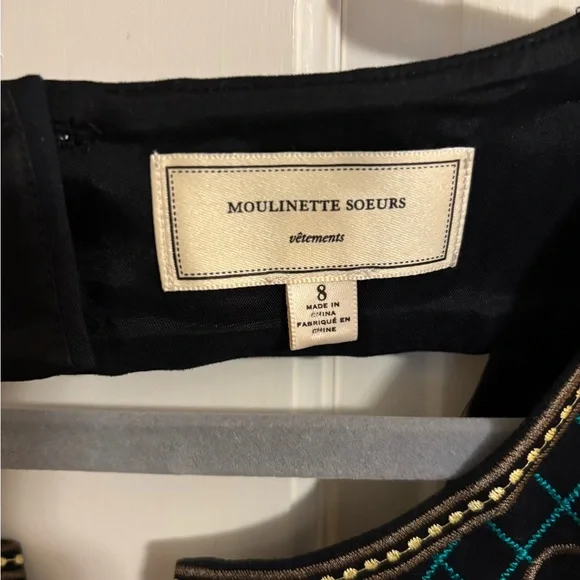 MOULINETTE SOEURS
vêtements
8
MADE IN
CHINA
FABRIQUÉ EN
CHINE